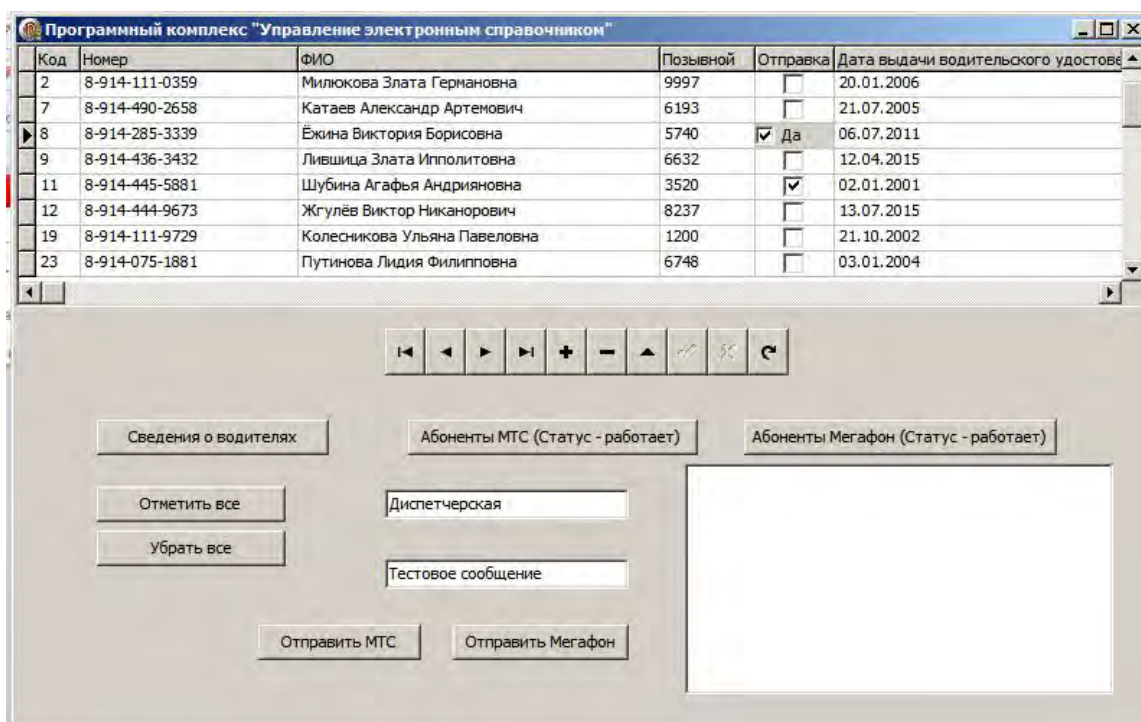 Программный комплекс "Управление электронным справочником"
Код Номер ФИО Позывной Отправка Дата выдачи водительского удостове
2 8-914-111-0359 Милюкова Злата Германовна 9997 20.01.2006
7 8-914-490-2658 Катаев Александр Артемович 6193 21.07.2005
8 8-914-285-3339 Ёжина Виктория Борисовна 5740 Да 06.07.2011
9 8-914-436-3432 Лившица Злата Ипполитовна 6632 12.04.2015
11 8-914-445-5881 Шубина Агафья Андрияновна 3520 02.01.2001
12 8-914-444-9673 Жгулёв Виктор Никанорович 8237 13.07.2015
19 8-914-111-9729 Колесникова Ульяна Павеловна 1200 21.10.2002
23 8-914-075-1881 Путинова Лидия Филипповна 6748 03.01.2004
Сведения о водителях Абоненты МТС (Статус - работает) Абоненты Мегафон (Статус - работает)
Отметить все Диспетчерская
Убрать все
Тестовое сообщение
Отправить МТС Отправить Мегафон